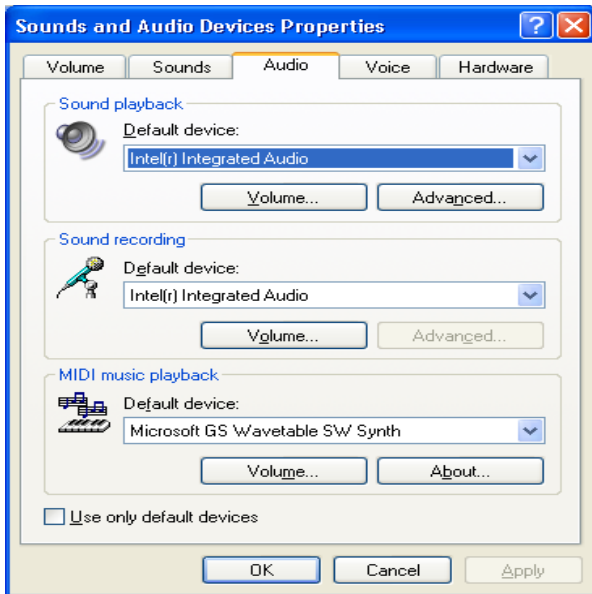 Sounds and Audio Devices Properties
Volume Sounds Audio Voice Hardware
Sound playback
Default device:
Intel(r) Integrated Audio
Volume... Advanced...
Sound recording
Default device:
Intel(r) Integrated Audio
Volume... Advanced...
MIDI music playback
Default device:
Microsoft GS Wavetable SW Synth
Volume... About...
Use only default devices
OK Cancel Apply